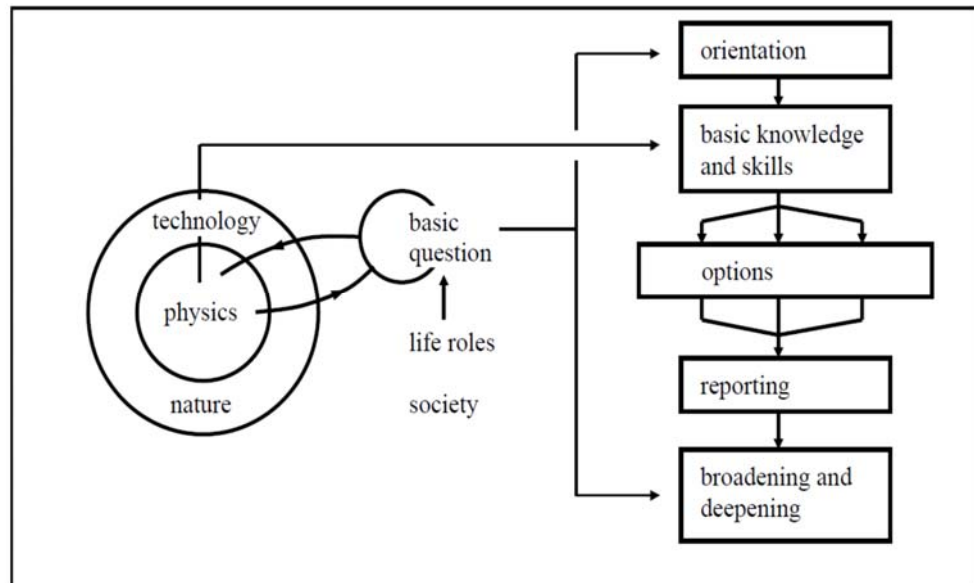 technology
physics
nature
basic
question
life roles
society
orientation
basic knowledge
and skills
options
reporting
broadening and
deepening